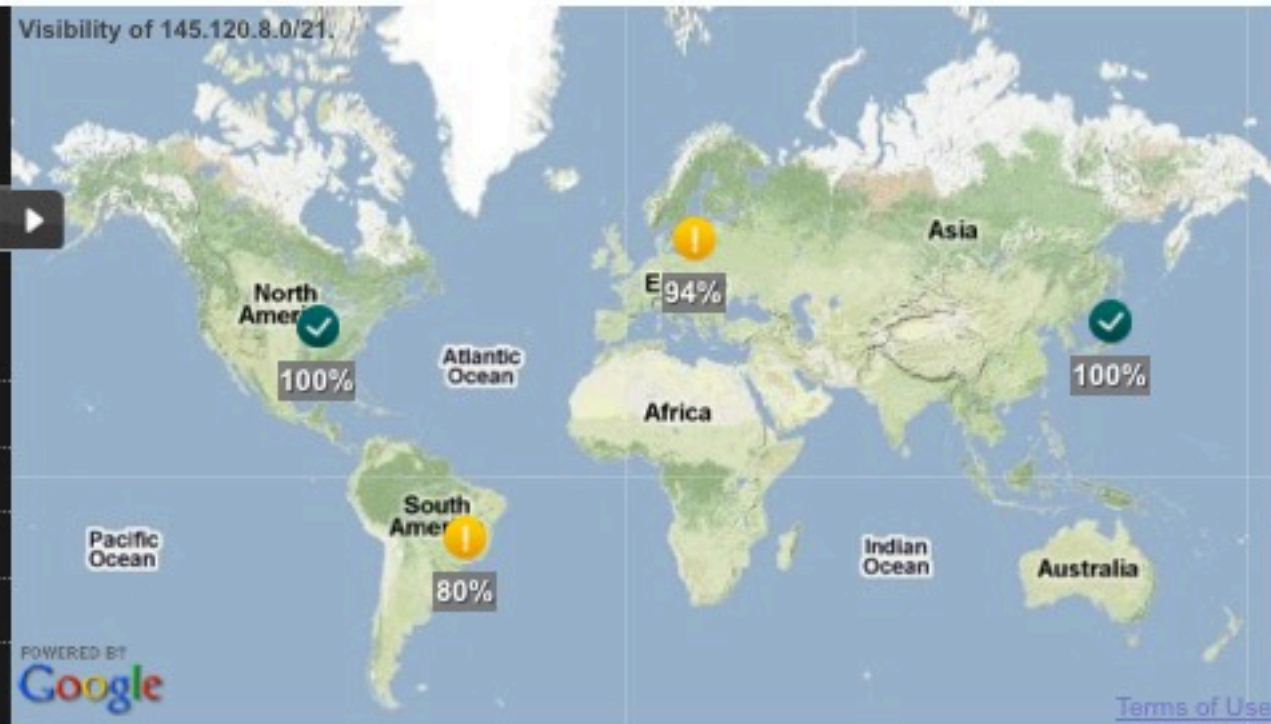 Visibility of 145.120.8.0/21.
Asia
E
94%
North
Amer
100%
100%
Atlantic
Ocean
Africa
South
Amer
80%
Pacific
Ocean
Indian
Ocean
Australia
POWERED BY
Google
Terms of Use